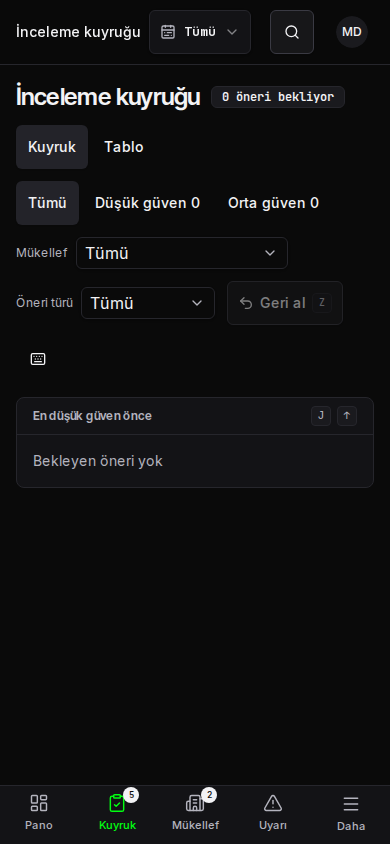 İnceleme kuyruğu Tümü MD
İnceleme kuyruğu 0 öneri bekliyor
Kuyruk Tablo
Tümü Düşük güven 0 Orta güven 0
Mükellef Tümü
Öneri türü Tümü Geri al Z
En düşük güven önce J ↑
Bekleyen öneri yok
5 2
Pano Kuyruk Mükellef Uyarı Daha